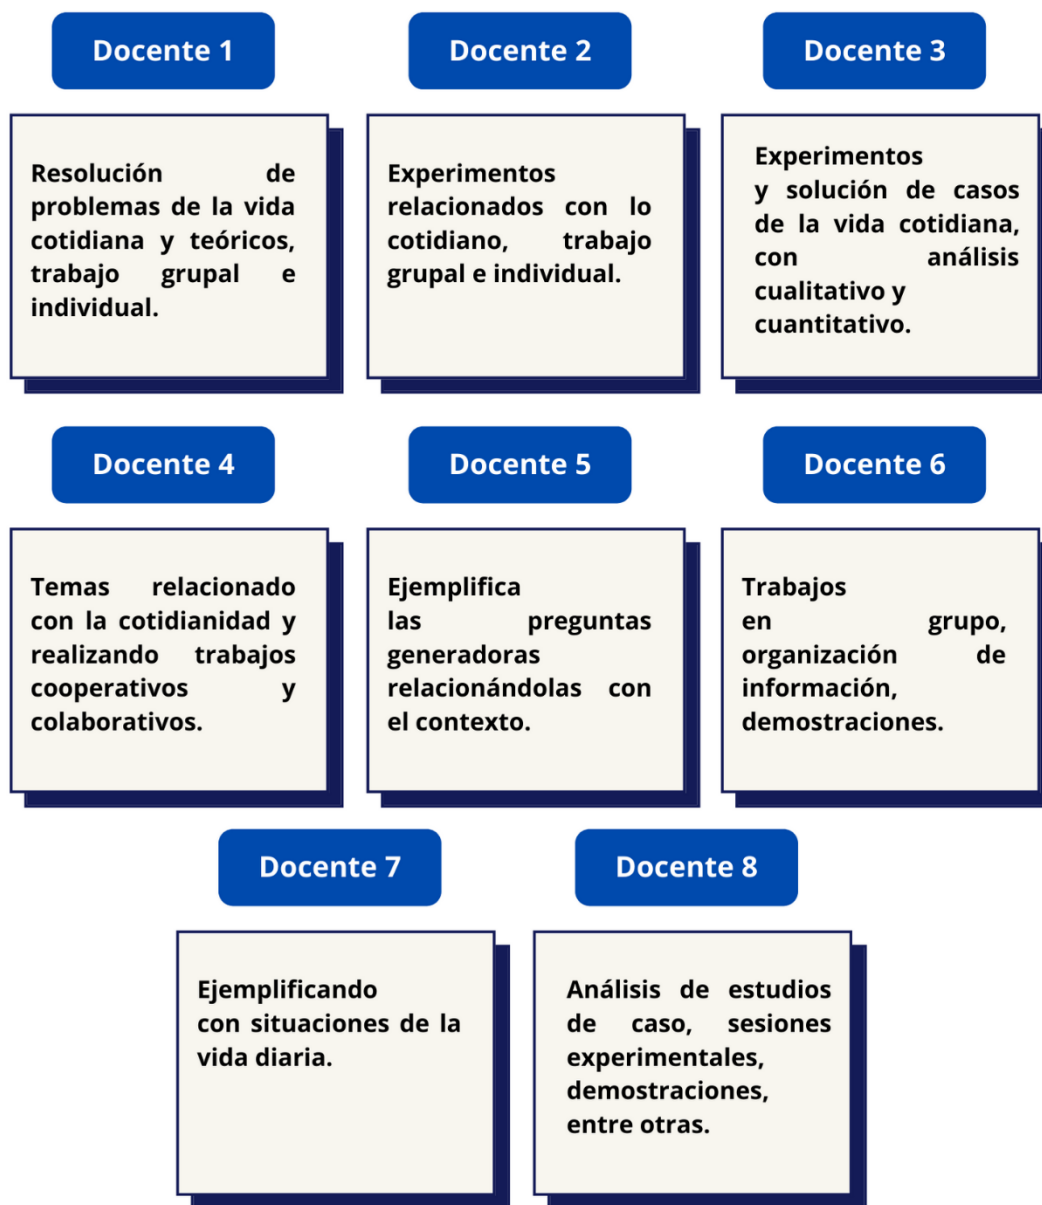 Docente 1
Resolución de
problemas de la vida
cotidiana y teóricos,
trabajo grupal e
individual.
Docente 2
Experimentos
relacionados con lo
cotidiano, trabajo
grupal e individual.
Docente 3
Experimentos
y solución de casos
de la vida cotidiana,
con análisis
cualitativo y
cuantitativo.
Docente 4
Temas relacionado
con la cotidianidad y
realizando trabajos
cooperativos y
colaborativos.
Docente 5
Ejemplifica
las preguntas
generadoras
relacionándolas con
el contexto.
Docente 6
Trabajos
en grupo,
organización de
información,
demostraciones.
Docente 7
Ejemplificando
con situaciones de la
vida diaria.
Docente 8
Análisis de estudios
de caso, sesiones
experimentales,
demostraciones,
entre otras.